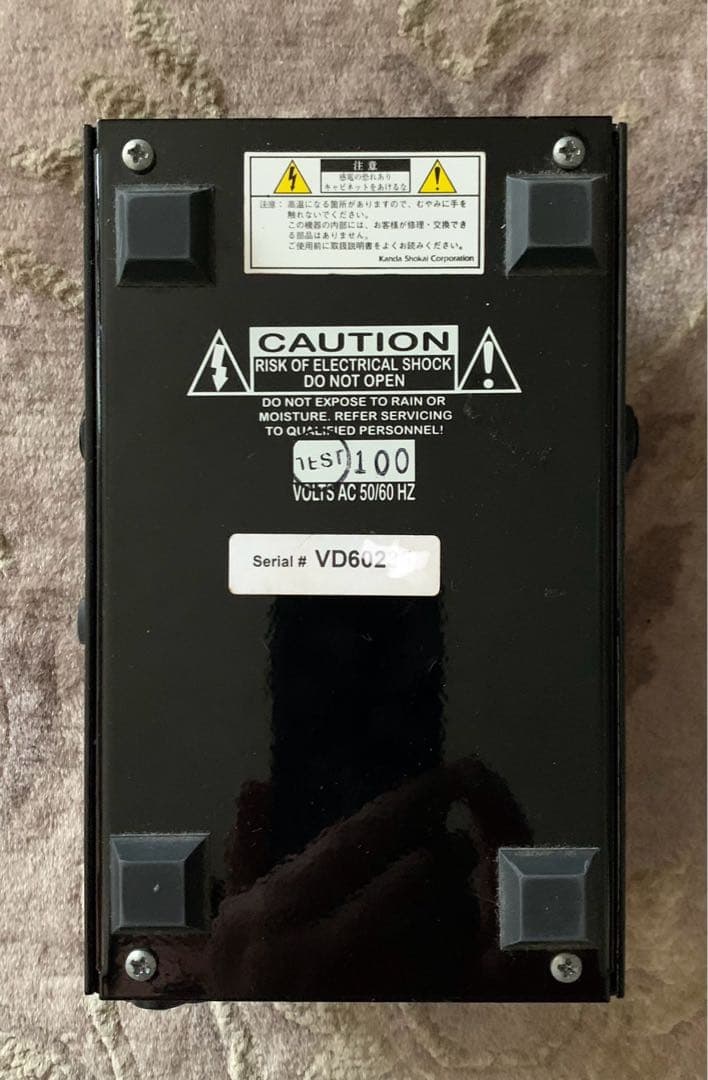 注意
感電の恐れあり
キャビネットをあけるな
注意： 高温になる箇所がありますので、むやみに手を
触れないでください。
この機器の内部には、お客様が修理・交換でき
る部品はありません。
ご使用前に取扱説明書をよくお読みください。
Kanda Shokai Corporation
CAUTION
RISK OF ELECTRICAL SHOCK
DO NOT OPEN
DO NOT EXPOSE TO RAIN OR
MOISTURE. REFER SERVICING
TO QUALIFIED PERSONNEL!
TEST 100
VOLTS AC 50/60 HZ
Serial # VD602